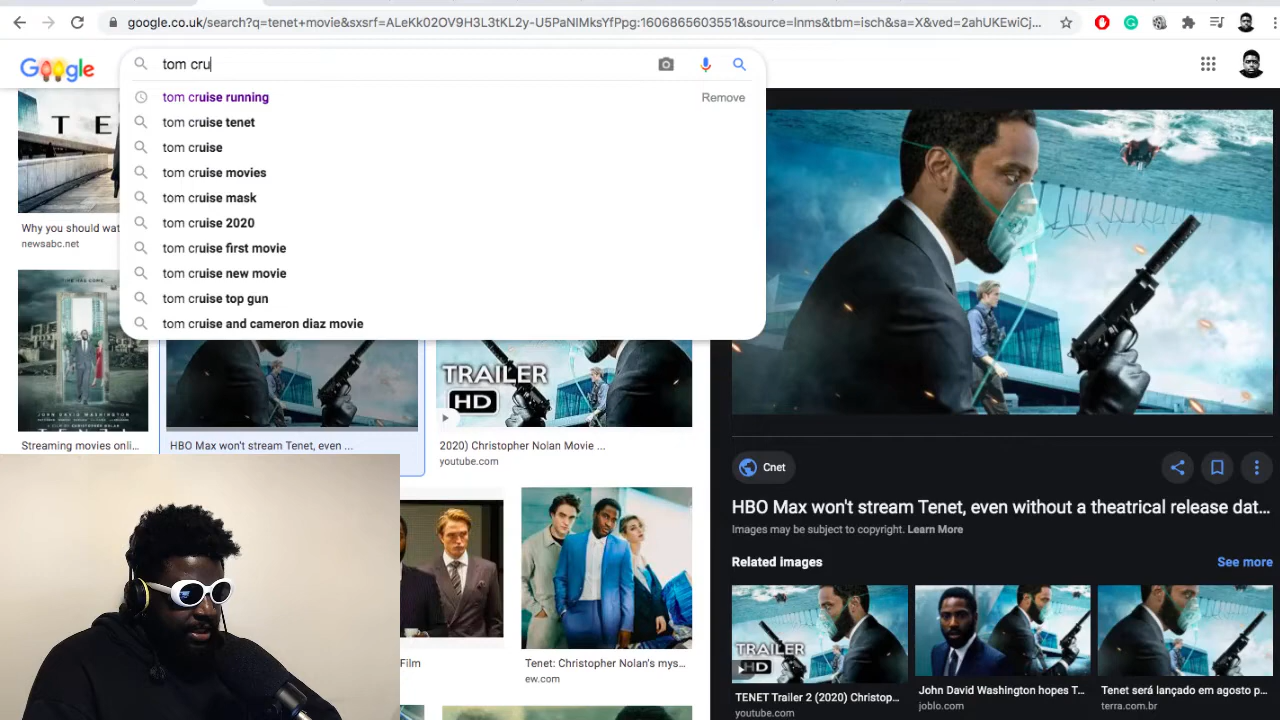 google.co.uk/search?q=tenet+movie&sxsrf=ALeKk02OV9H3L3tKL2y-U5PaNIMksYfPpg:1606865603551&source=lnms&tbm=isch&sa=X&ved=2ahUKEwiCj...
Google
tom cru
tom cruise running
Remove
tom cruise tenet
tom cruise
tom cruise movies
tom cruise mask
tom cruise 2020
tom cruise first movie
tom cruise new movie
tom cruise top gun
tom cruise and cameron diaz movie
T E
Why you should wat
newsabc.net
JOHN DAVID WASHINGTON
Streaming movies onli...
HBO Max won't stream Tenet, even ...
TRAILER
HD
2020) Christopher Nolan Movie ...
youtube.com
Film
Tenet: Christopher Nolan's mys...
ew.com
Cnet
HBO Max won't stream Tenet, even without a theatrical release dat...
Images may be subject to copyright. Learn More
Related images
See more
TRAILER
HD
TENET Trailer 2 (2020) Christop...
youtube.com
John David Washington hopes T...
joblo.com
Tenet será lançado em agosto p...
terra.com.br